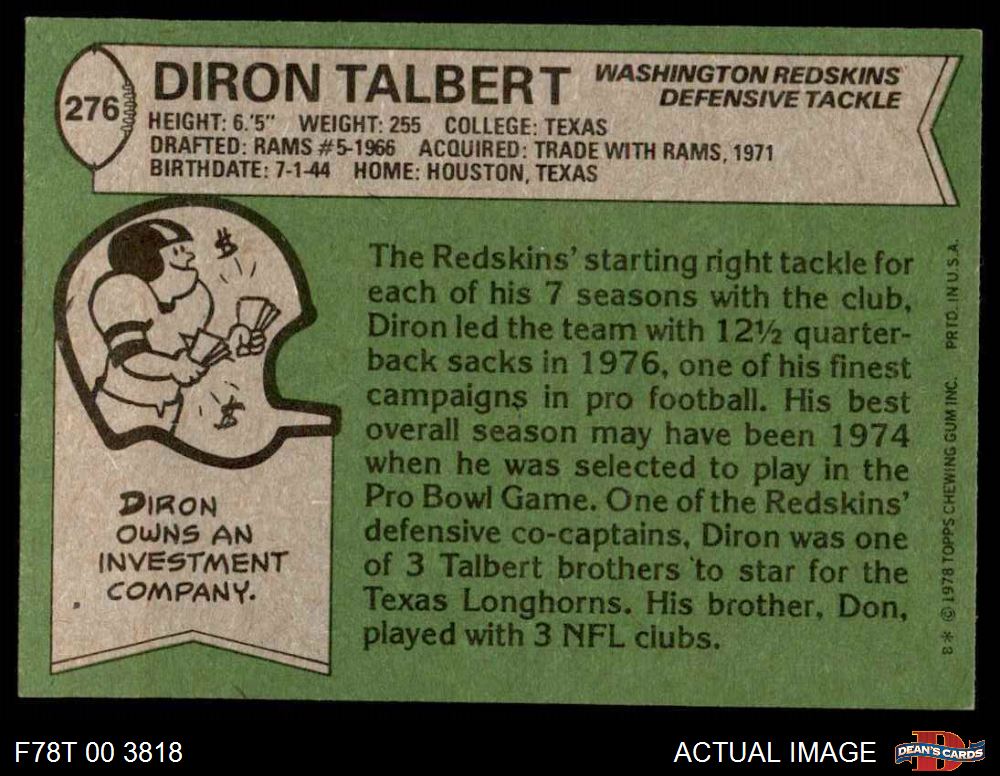 276
DIRON TALBERT
WASHINGTON REDSKINS
DEFENSIVE TACKLE
HEIGHT: 6.'5" WEIGHT: 255 COLLEGE: TEXAS
DRAFTED: RAMS #5-1966 ACQUIRED: TRADE WITH RAMS, 1971
BIRTHDATE: 7-1-44 HOME: HOUSTON, TEXAS
$
$
DIRON
OWNS AN
INVESTMENT
COMPANY.
The Redskins' starting right tackle for
each of his 7 seasons with the club,
Diron led the team with 12½ quarter-
back sacks in 1976, one of his finest
campaigns in pro football. His best
overall season may have been 1974
when he was selected to play in the
Pro Bowl Game. One of the Redskins'
defensive co-captains, Diron was one
of 3 Talbert brothers to star for the
Texas Longhorns. His brother, Don,
played with 3 NFL clubs.
8* © 1978 TOPPS CHEWING GUM INC. PRTD. IN U.S.A.
F78T 00 3818
ACTUAL IMAGE
DEAN'S CARDS